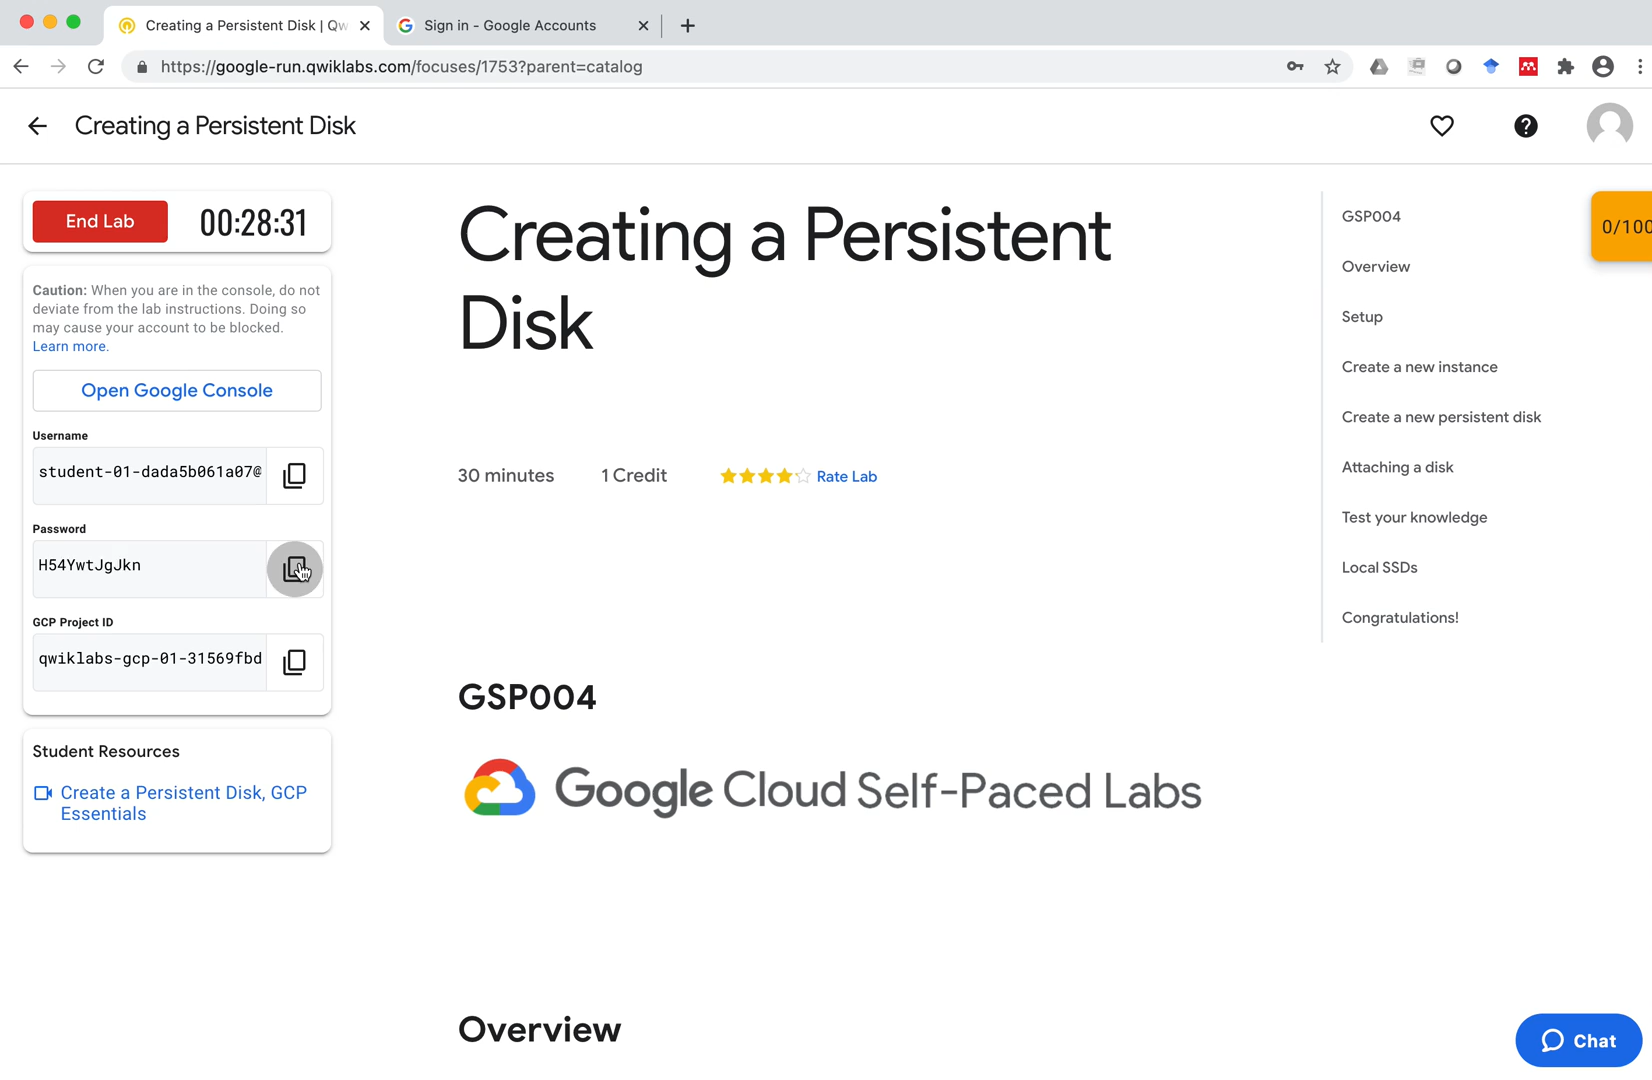 Creating a Persistent Disk | Qw
Sign in - Google Accounts
https://google-run.qwiklabs.com/focuses/1753?parent=catalog
Creating a Persistent Disk
End Lab
00:28:31
Caution: When you are in the console, do not
deviate from the lab instructions. Doing so
may cause your account to be blocked.
Learn more.
Open Google Console
Username
student-01-dada5b061a07@
Password
H54YwtJgJkn
GCP Project ID
qwiklabs-gcp-01-31569fbd
Student Resources
Create a Persistent Disk, GCP
Essentials
Creating a Persistent
Disk
30 minutes
1 Credit
Rate Lab
GSP004
Google Cloud Self-Paced Labs
Overview
GSP004
Overview
Setup
Create a new instance
Create a new persistent disk
Attaching a disk
Test your knowledge
Local SSDs
Congratulations!
0/100
Chat